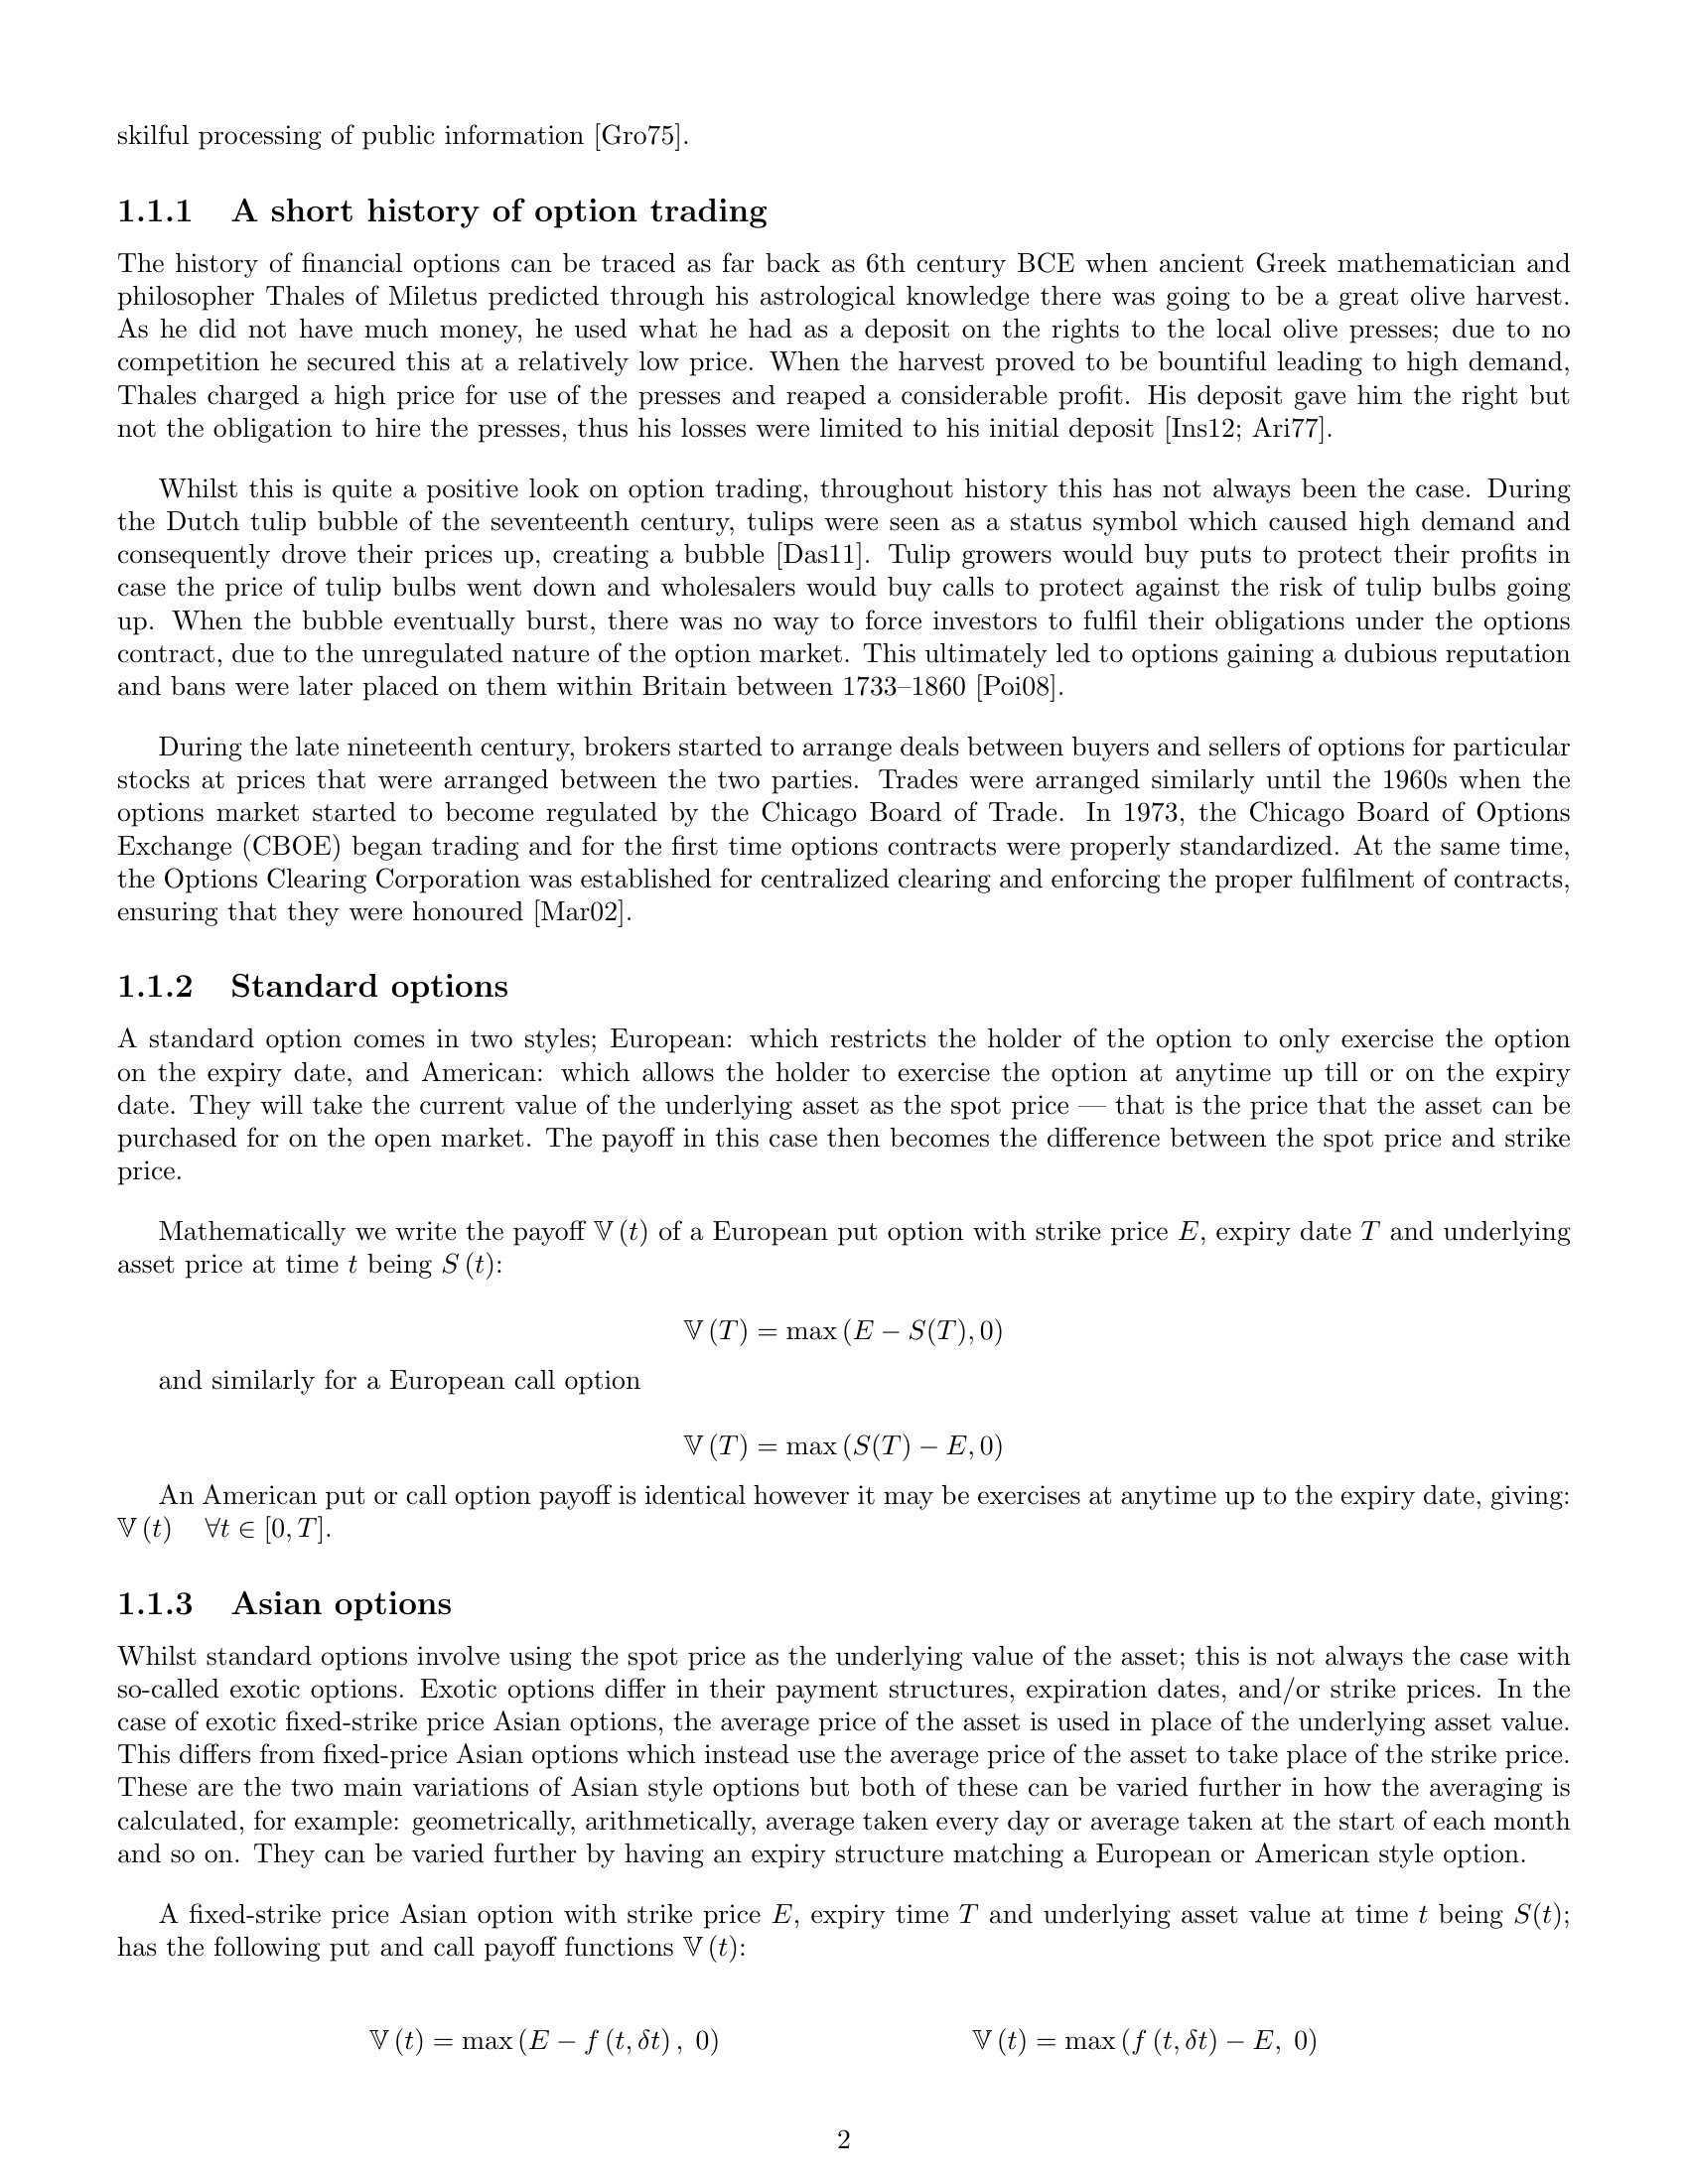 skilful processing of public information [Gro75].
1.1.1 A short history of option trading
The history of financial options can be traced as far back as 6th century BCE when ancient Greek mathematician and
philosopher Thales of Miletus predicted through his astrological knowledge there was going to be a great olive harvest.
As he did not have much money, he used what he had as a deposit on the rights to the local olive presses; due to no
competition he secured this at a relatively low price. When the harvest proved to be bountiful leading to high demand,
Thales charged a high price for use of the presses and reaped a considerable profit. His deposit gave him the right but
not the obligation to hire the presses, thus his losses were limited to his initial deposit [Ins12; Ari77].
Whilst this is quite a positive look on option trading, throughout history this has not always been the case. During
the Dutch tulip bubble of the seventeenth century, tulips were seen as a status symbol which caused high demand and
consequently drove their prices up, creating a bubble [Das11]. Tulip growers would buy puts to protect their profits in
case the price of tulip bulbs went down and wholesalers would buy calls to protect against the risk of tulip bulbs going
up. When the bubble eventually burst, there was no way to force investors to fulfil their obligations under the options
contract, due to the unregulated nature of the option market. This ultimately led to options gaining a dubious reputation
and bans were later placed on them within Britain between 1733–1860 [Poi08].
During the late nineteenth century, brokers started to arrange deals between buyers and sellers of options for particular
stocks at prices that were arranged between the two parties. Trades were arranged similarly until the 1960s when the
options market started to become regulated by the Chicago Board of Trade. In 1973, the Chicago Board of Options
Exchange (CBOE) began trading and for the first time options contracts were properly standardized. At the same time,
the Options Clearing Corporation was established for centralized clearing and enforcing the proper fulfilment of contracts,
ensuring that they were honoured [Mar02].
1.1.2 Standard options
A standard option comes in two styles; European: which restricts the holder of the option to only exercise the option
on the expiry date, and American: which allows the holder to exercise the option at anytime up till or on the expiry
date. They will take the current value of the underlying asset as the spot price — that is the price that the asset can be
purchased for on the open market. The payoff in this case then becomes the difference between the spot price and strike
price.
Mathematically we write the payoff 𝕍 (t) of a European put option with strike price E, expiry date T and underlying
asset price at time t being S (t):
𝕍 (T) = max (E − S(T), 0)
and similarly for a European call option
𝕍 (T) = max (S(T) − E, 0)
An American put or call option payoff is identical however it may be exercises at anytime up to the expiry date, giving:
𝕍 (t) ∀t ∈ [0, T].
1.1.3 Asian options
Whilst standard options involve using the spot price as the underlying value of the asset; this is not always the case with
so-called exotic options. Exotic options differ in their payment structures, expiration dates, and/or strike prices. In the
case of exotic fixed-strike price Asian options, the average price of the asset is used in place of the underlying asset value.
This differs from fixed-price Asian options which instead use the average price of the asset to take place of the strike price.
These are the two main variations of Asian style options but both of these can be varied further in how the averaging is
calculated, for example: geometrically, arithmetically, average taken every day or average taken at the start of each month
and so on. They can be varied further by having an expiry structure matching a European or American style option.
A fixed-strike price Asian option with strike price E, expiry time T and underlying asset value at time t being S(t);
has the following put and call payoff functions 𝕍 (t):
𝕍 (t) = max (E − f (t, δt) , 0) 𝕍 (t) = max (f (t, δt) − E, 0)
2